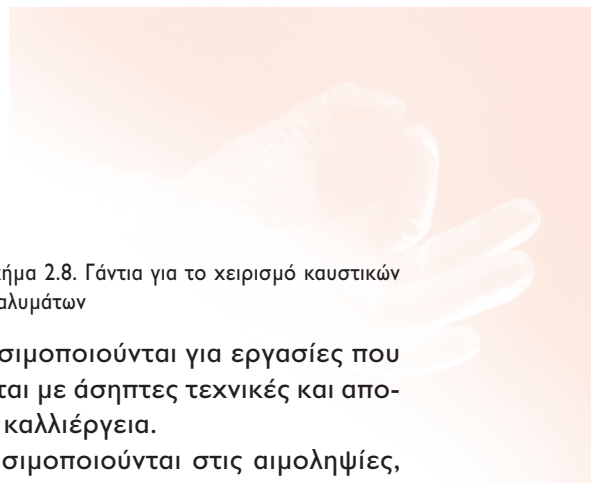 ήμα 2.8. Γάντια για το χειρισμό καυστικών
αλυμάτων
σιμοποιούνται για εργασίες που
ται με άσηπτες τεχνικές και απο-
καλλιέργεια.
σιμοποιούνται στις αιμοληψίες,